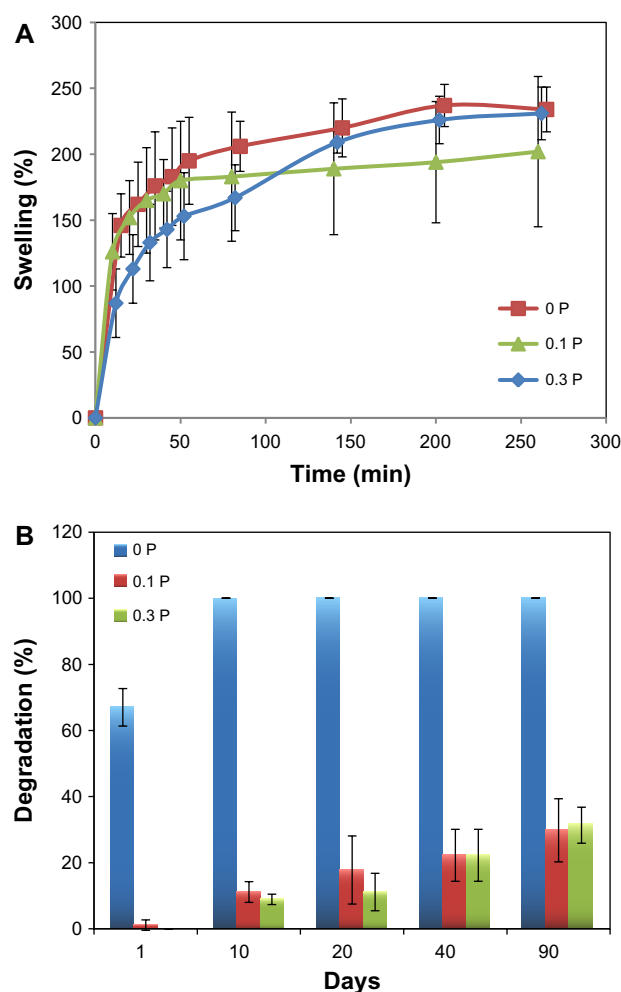 A
300
250
200
150
100
50
0
Swelling (%)
0 P
0.1 P
0.3 P
0 50 100 150 200 250 300
Time (min)
B
120
100
80
60
40
20
0
Degradation (%)
0 P
0.1 P
0.3 P
1 10 20 40 90
Days